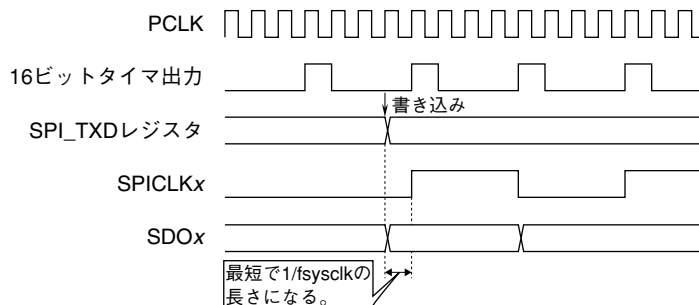 PCLK
16ビットタイマ出力
書き込み
SPI_TXDレジスタ
SPICLKx
SDOx
最短で1/fsysclkの
長さになる。